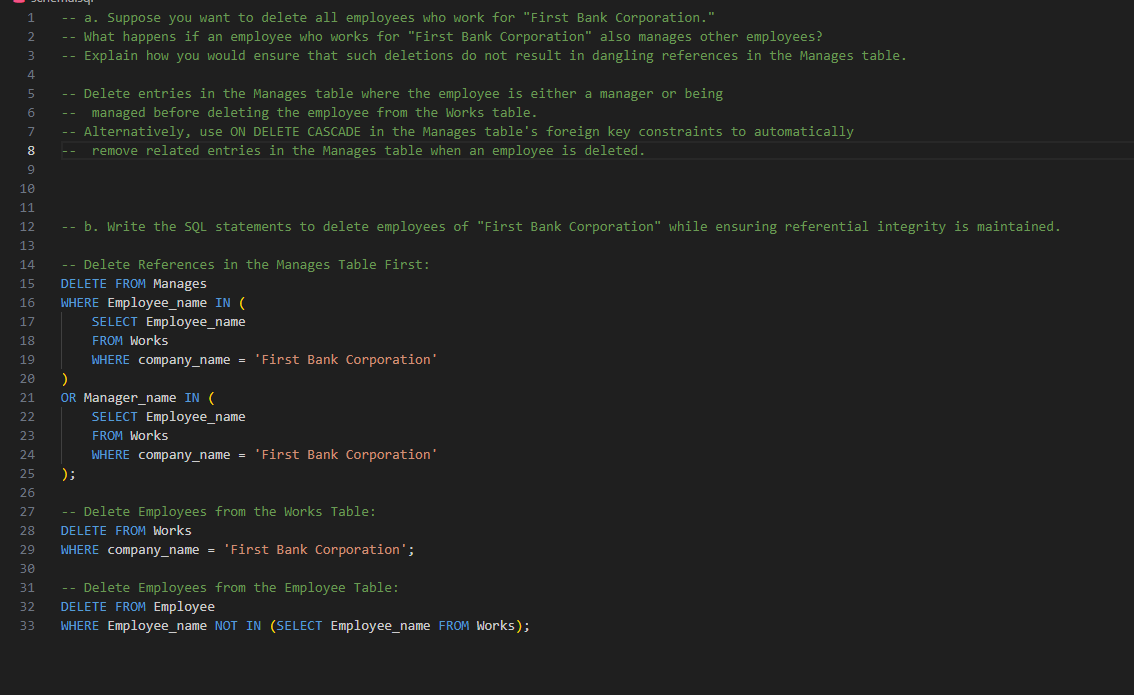 1 -- a. Suppose you want to delete all employees who work for "First Bank Corporation."
2 -- What happens if an employee who works for "First Bank Corporation" also manages other employees?
3 -- Explain how you would ensure that such deletions do not result in dangling references in the Manages table.
4
5 -- Delete entries in the Manages table where the employee is either a manager or being
6 --  managed before deleting the employee from the Works table.
7 -- Alternatively, use ON DELETE CASCADE in the Manages table's foreign key constraints to automatically
8 --  remove related entries in the Manages table when an employee is deleted.
9
10
11
12 -- b. Write the SQL statements to delete employees of "First Bank Corporation" while ensuring referential integrity is maintained.
13
14 -- Delete References in the Manages Table First:
15 DELETE FROM Manages
16 WHERE Employee_name IN (
17     SELECT Employee_name
18     FROM Works
19     WHERE company_name = 'First Bank Corporation'
20 )
21 OR Manager_name IN (
22     SELECT Employee_name
23     FROM Works
24     WHERE company_name = 'First Bank Corporation'
25 );
26
27 -- Delete Employees from the Works Table:
28 DELETE FROM Works
29 WHERE company_name = 'First Bank Corporation';
30
31 -- Delete Employees from the Employee Table:
32 DELETE FROM Employee
33 WHERE Employee_name NOT IN (SELECT Employee_name FROM Works);